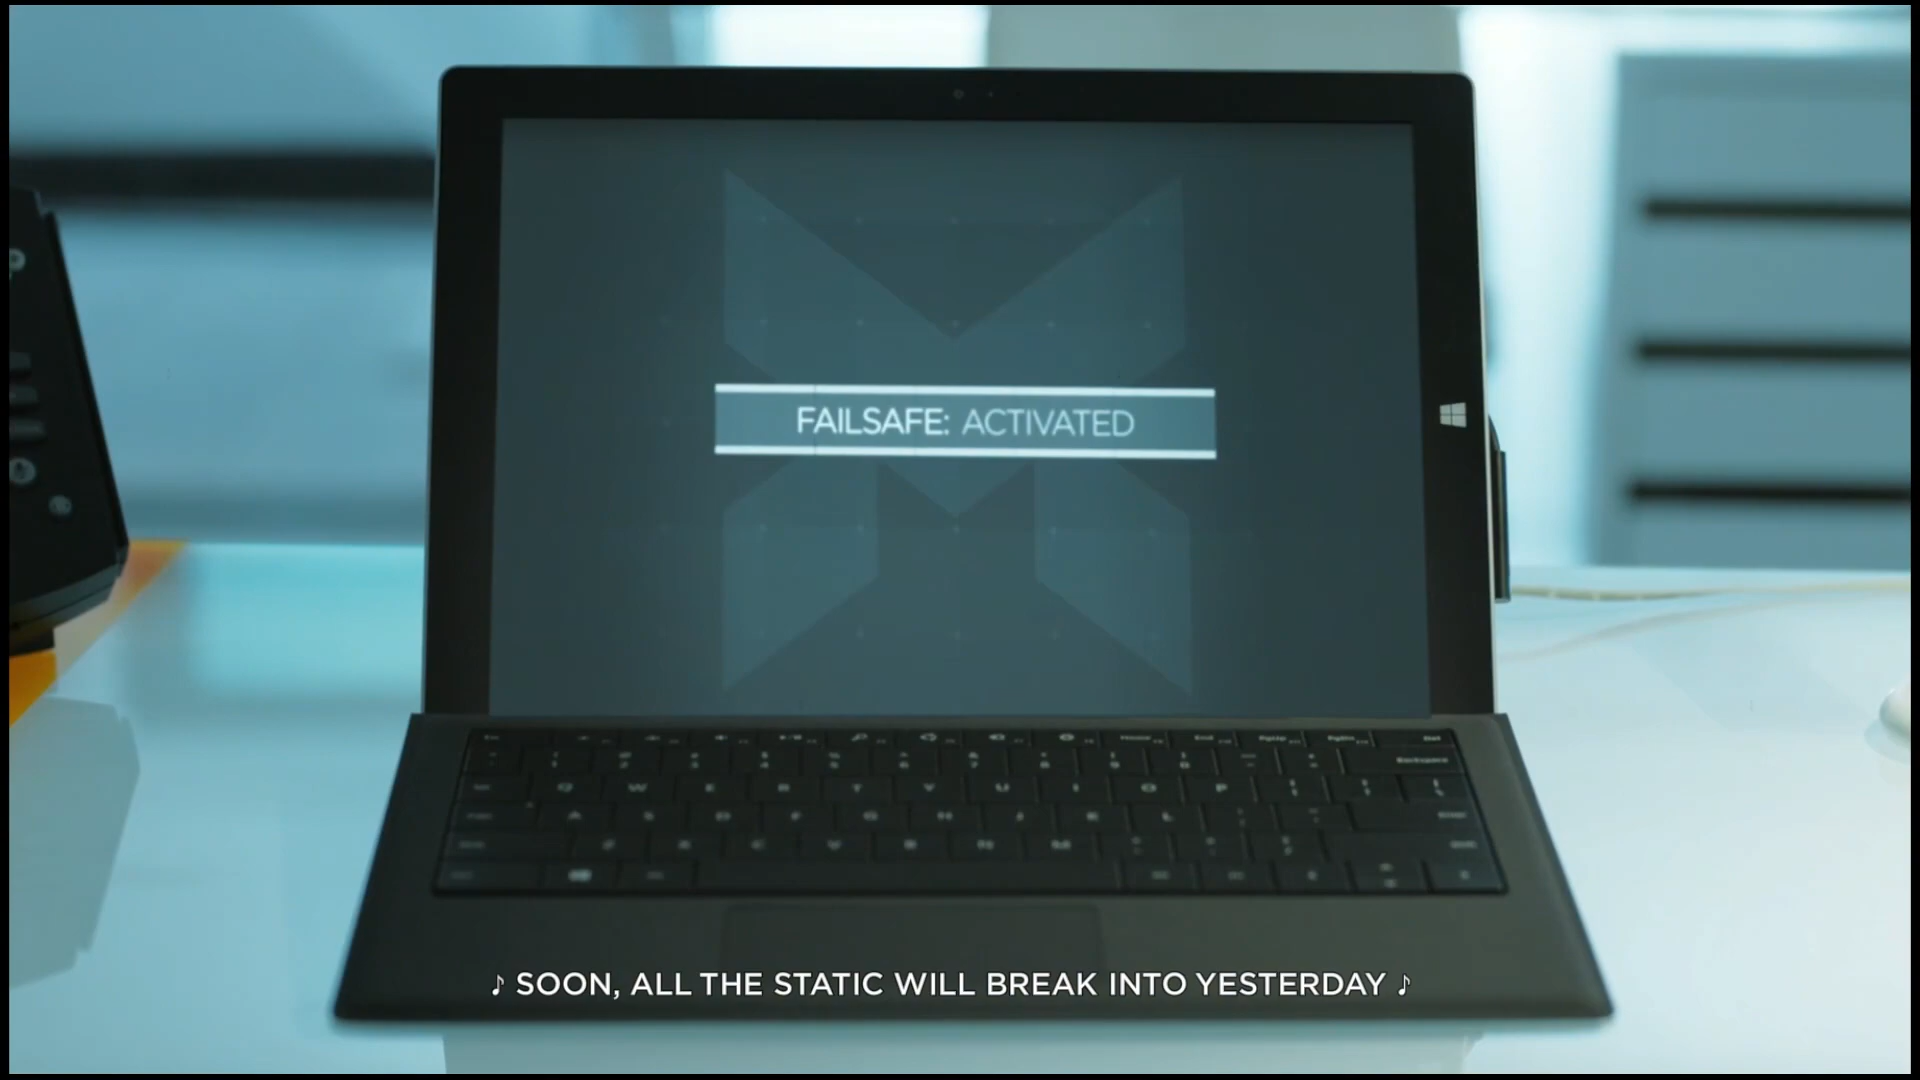 FAILSAFE: ACTIVATED
Q W E R T Y U I O P
A S D F G H J K L
♪ SOON, ALL THE STATIC WILL BREAK INTO YESTERDAY ♪